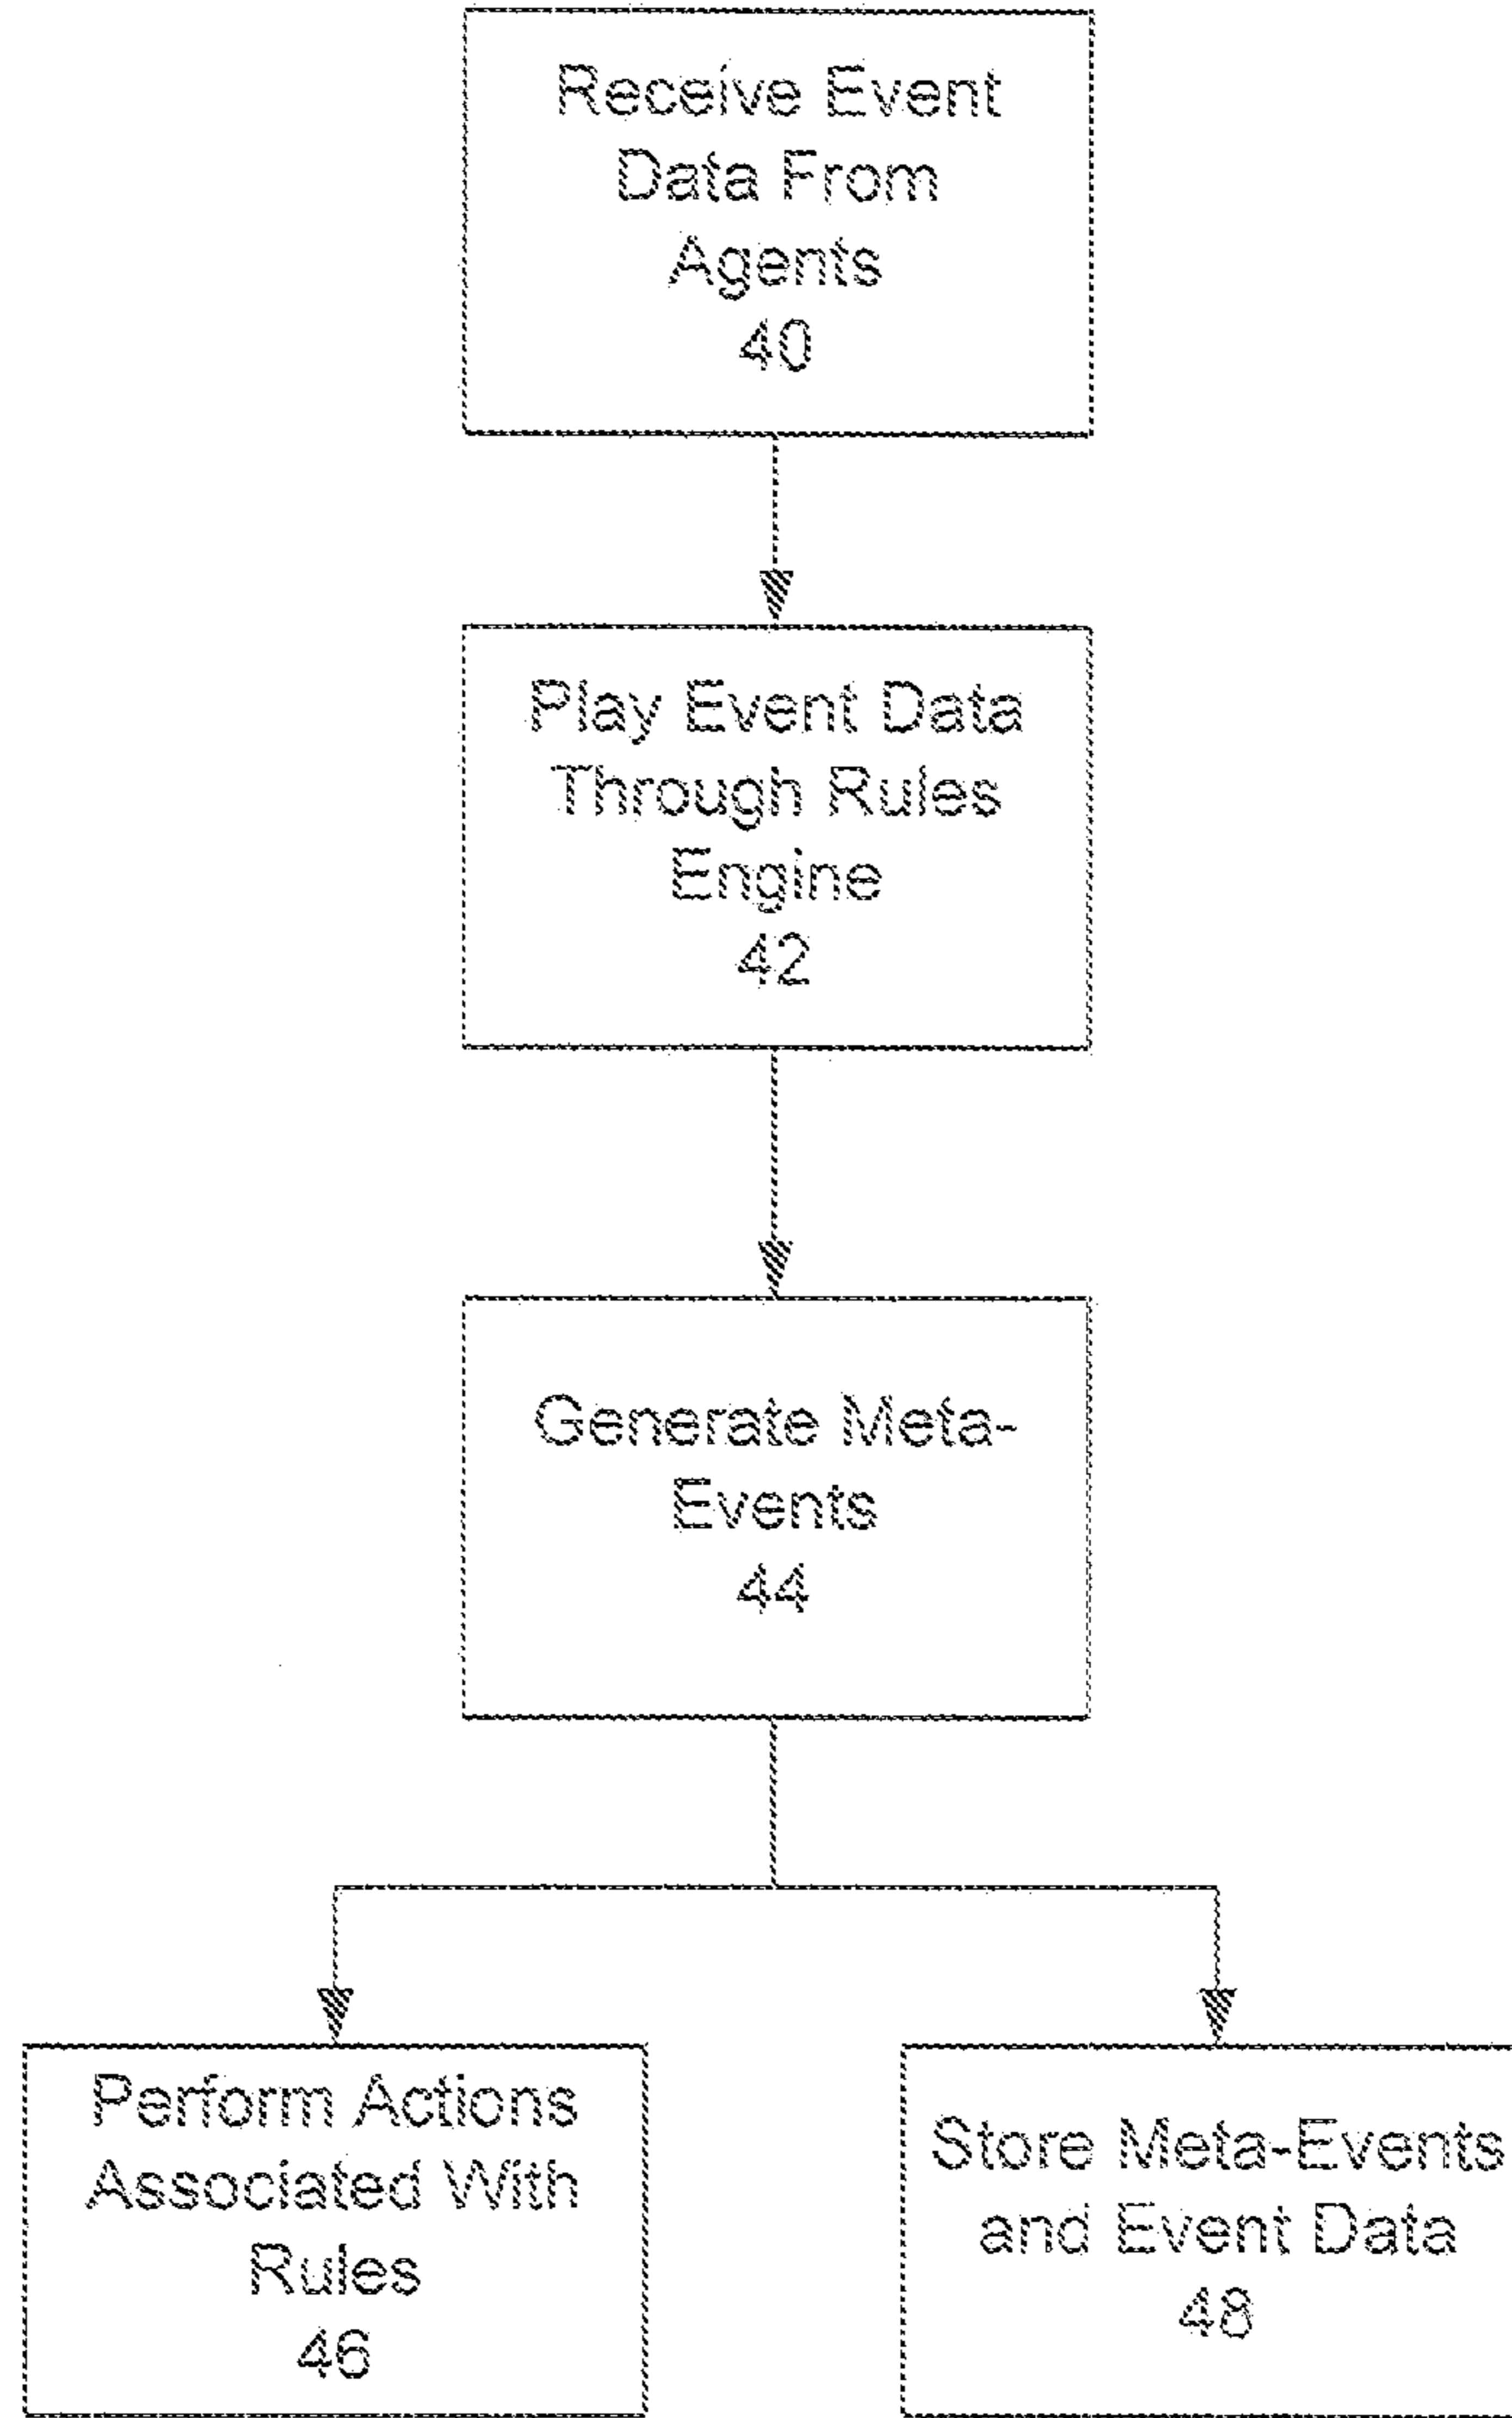 Receive Event
Data From
Agents
40
Play Event Data
Through Rules
Engine
42
Generate Meta-
Events
44
Perform Actions
Associated With
Rules
46
Store Meta-Events
and Event Data
48